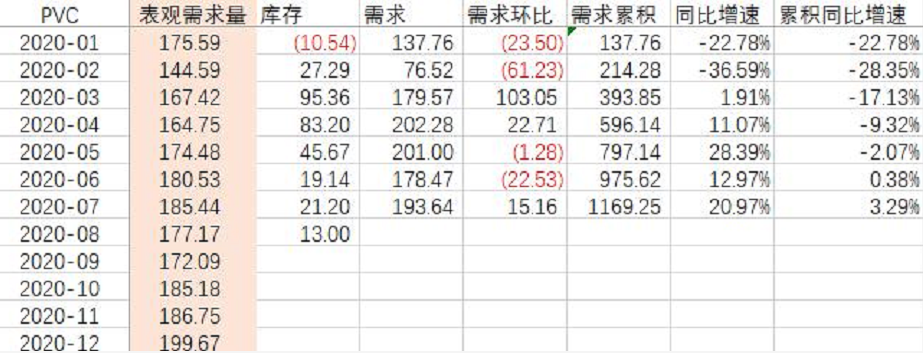 PVC 表观需求量 库存 需求 需求环比 需求累积 同比增速 累积同比增速
2020-01 175.59 (10.54) 137.76 (23.50) 137.76 -22.78% -22.78%
2020-02 144.59 27.29 76.52 (61.23) 214.28 -36.59% -28.35%
2020-03 167.42 95.36 179.57 103.05 393.85 1.91% -17.13%
2020-04 164.75 83.20 202.28 22.71 596.14 11.07% -9.32%
2020-05 174.48 45.67 201.00 (1.28) 797.14 28.39% -2.07%
2020-06 180.53 19.14 178.47 (22.53) 975.62 12.97% 0.38%
2020-07 185.44 21.20 193.64 15.16 1169.25 20.97% 3.29%
2020-08 177.17 13.00
2020-09 172.09
2020-10 185.18
2020-11 186.75
2020-12 199.67